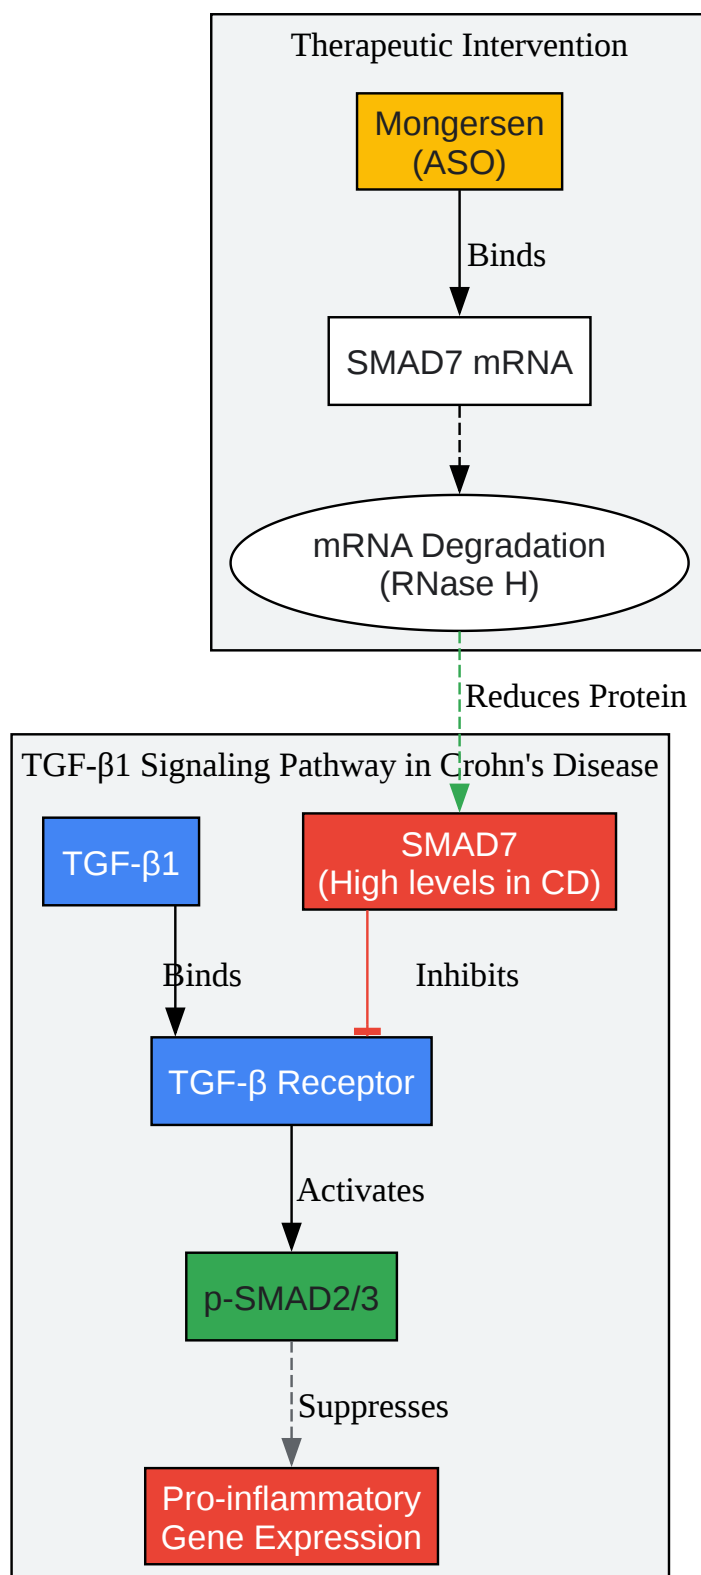 Therapeutic Intervention
Mongersen
(ASO)
Binds
SMAD7 mRNA
mRNA Degradation
(RNase H)
Reduces Protein
TGF-β1 Signaling Pathway in Crohn's Disease
TGF-β1
SMAD7
(High levels in CD)
Binds
Inhibits
TGF-β Receptor
Activates
p-SMAD2/3
Suppresses
Pro-inflammatory
Gene Expression